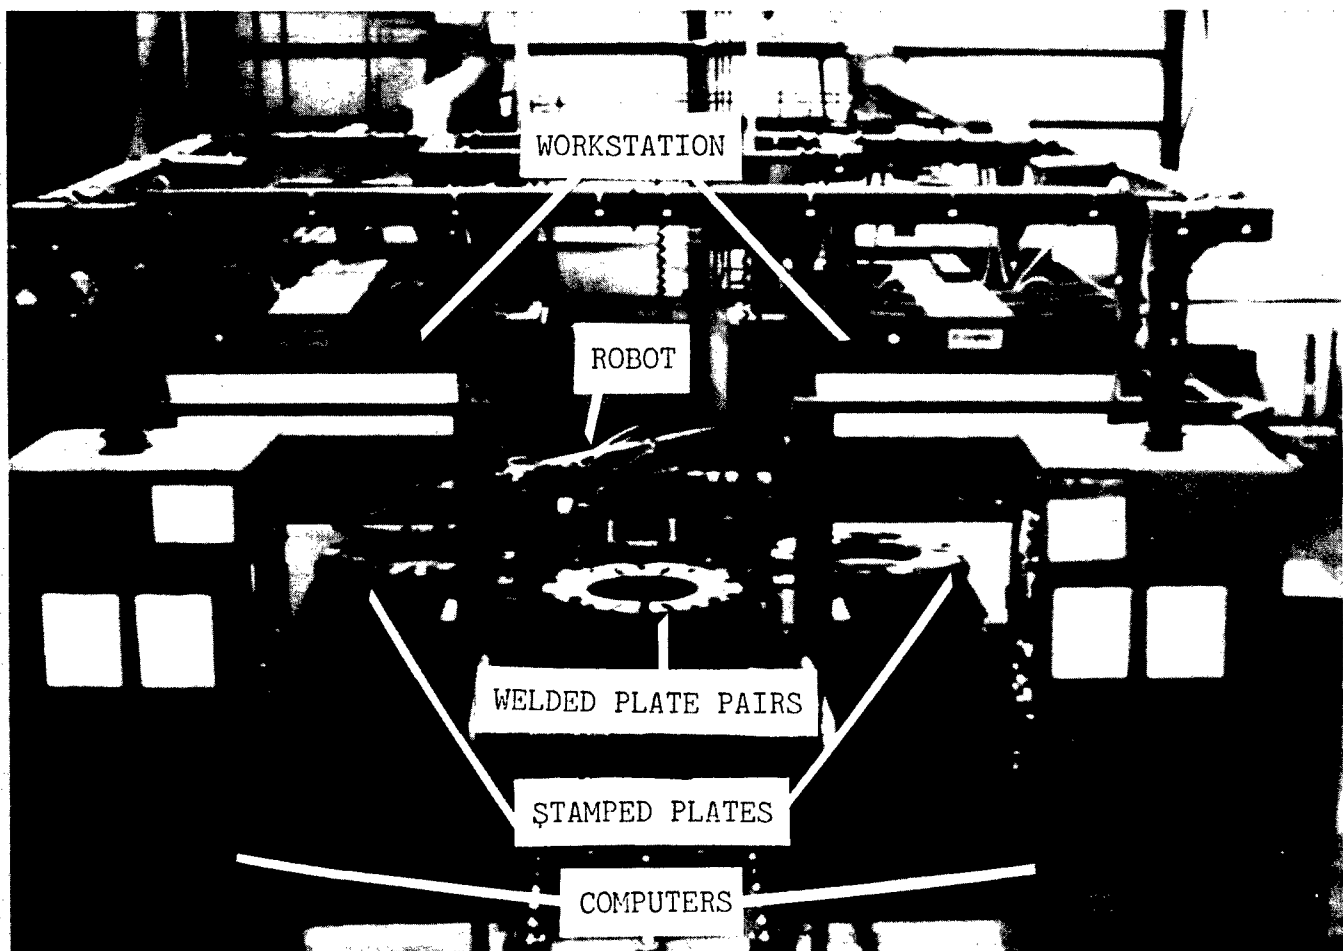 WORKSTATION
ROBOT
WELDED PLATE PAIRS
STAMPED PLATES
COMPUTERS